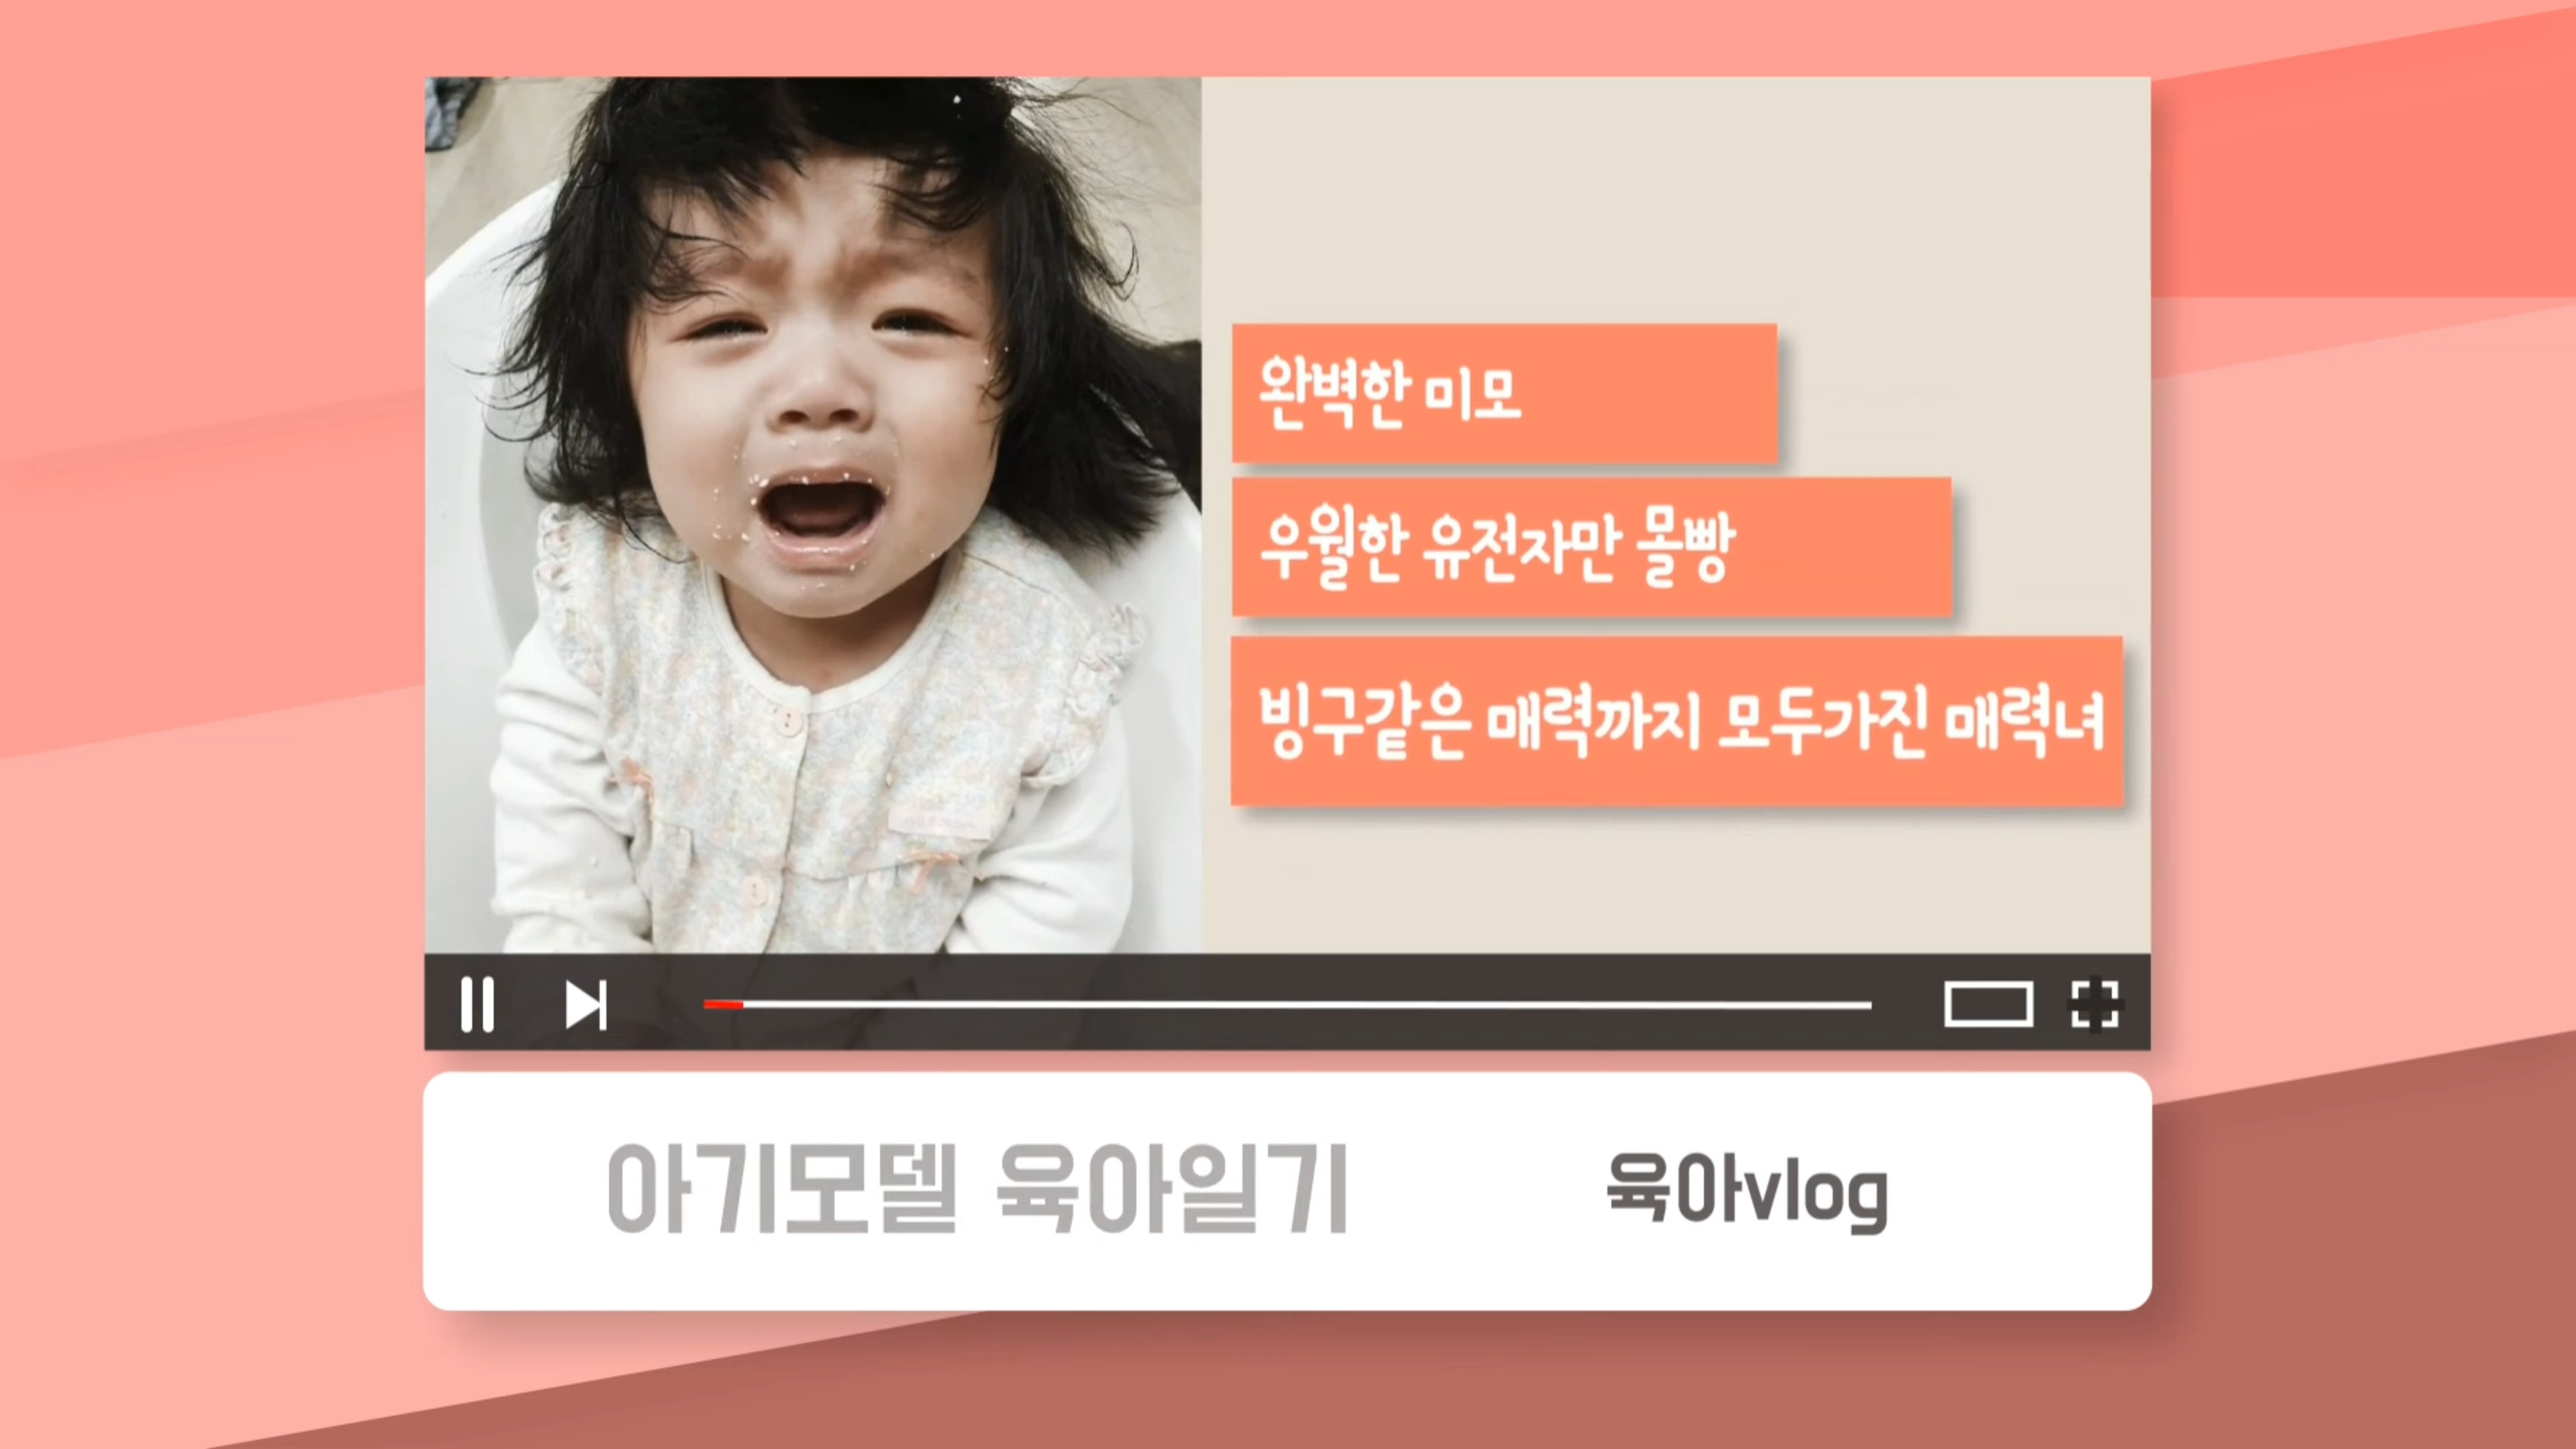 완벽한 미모
우월한 유전자만 몰빵
빙구같은 매력까지 모두가진 매력녀
아기모델 육아일기
육아vlog